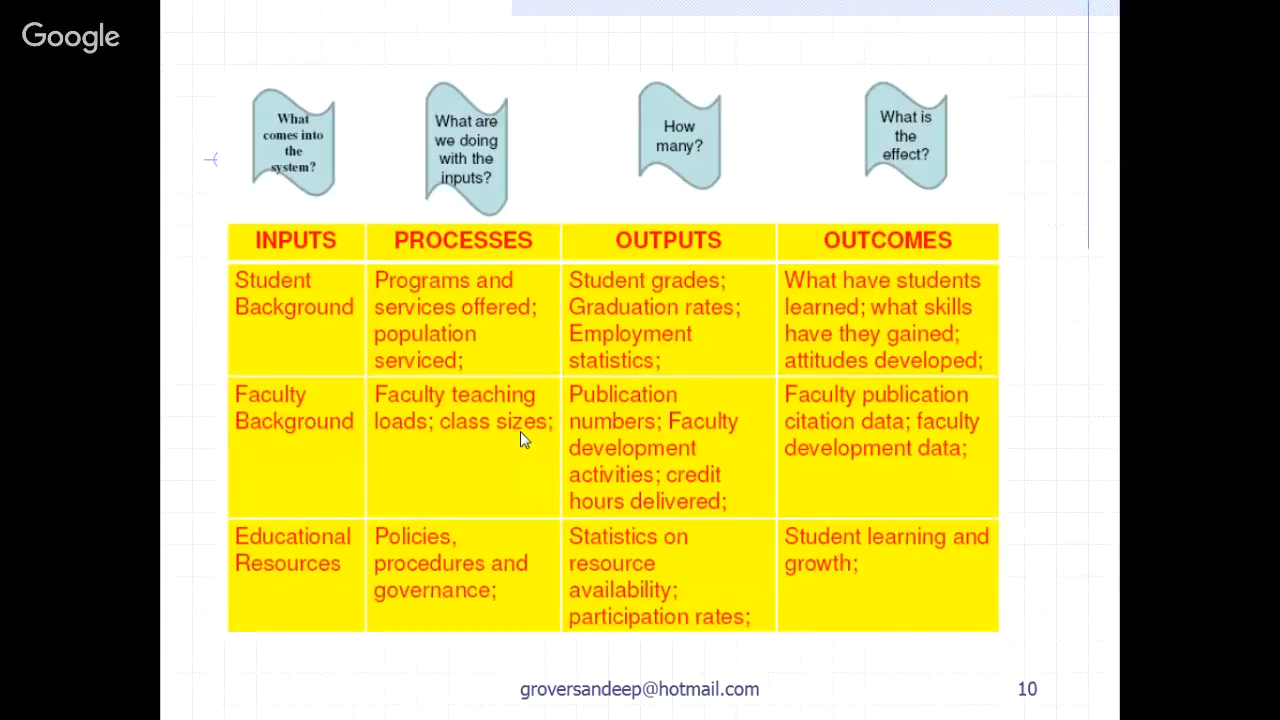 Google
What
comes into
the
system?
What are
we doing
with the
inputs?
How
many?
What is
the
effect?
INPUTS
PROCESSES
OUTPUTS
OUTCOMES
Student
Background
Programs and
services offered;
population
serviced;
Student grades;
Graduation rates;
Employment
statistics;
What have students
learned; what skills
have they gained;
attitudes developed;
Faculty
Background
Faculty teaching
loads; class sizes;
Publication
numbers; Faculty
development
activities; credit
hours delivered;
Faculty publication
citation data; faculty
development data;
Educational
Resources
Policies,
procedures and
governance;
Statistics on
resource
availability;
participation rates;
Student learning and
growth;
groversandeep@hotmail.com
10